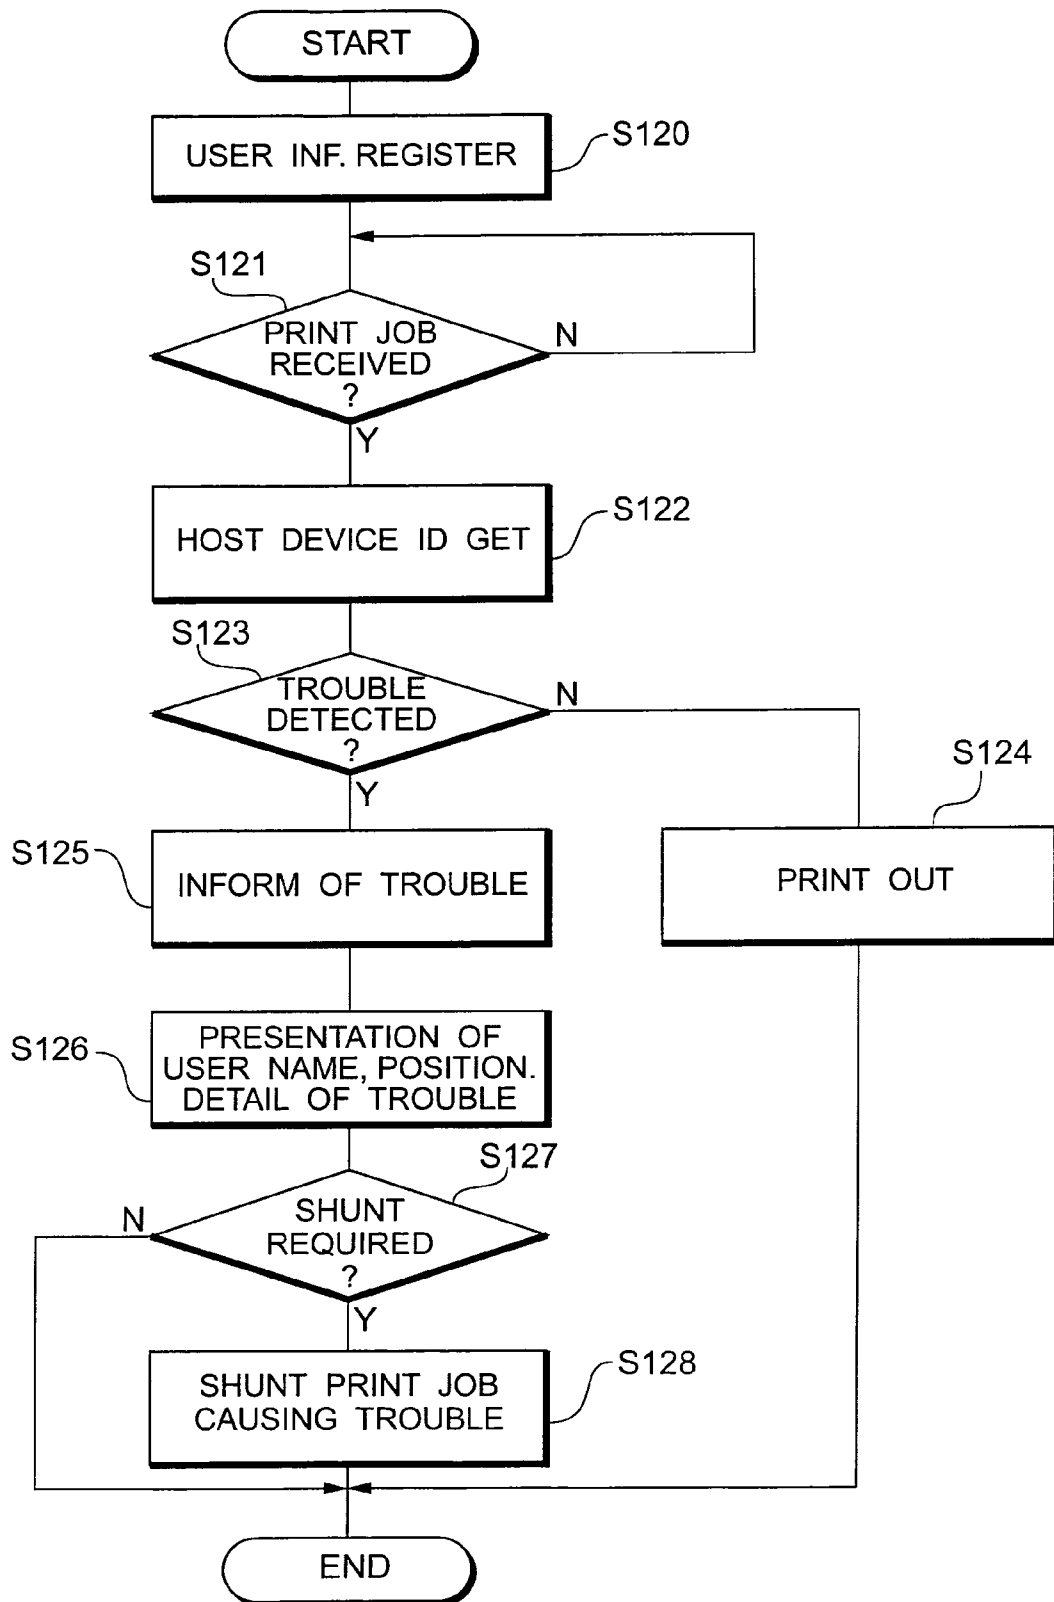 START
USER INF. REGISTER
S120
S121
PRINT JOB
RECEIVED
?
N
Y
HOST DEVICE ID GET
S122
S123
TROUBLE
DETECTED
?
N
Y
S124
PRINT OUT
S125
INFORM OF TROUBLE
S126
PRESENTATION OF
USER NAME, POSITION.
DETAIL OF TROUBLE
S127
SHUNT
REQUIRED
?
N
Y
SHUNT PRINT JOB
CAUSING TROUBLE
S128
END